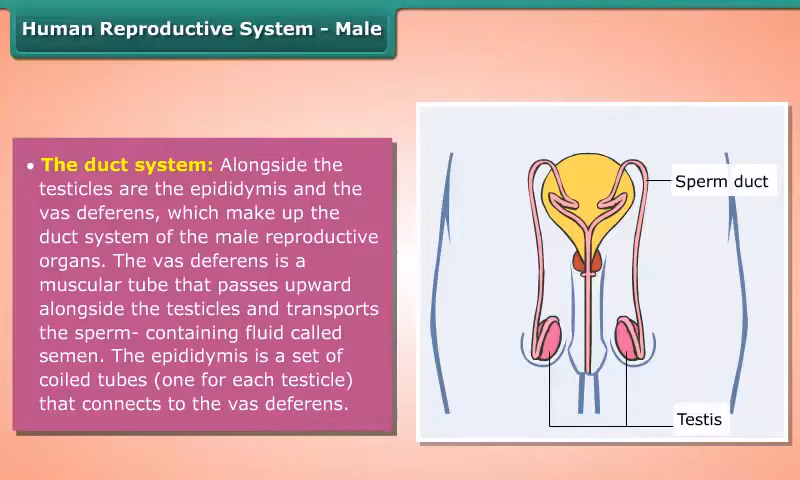 Human Reproductive System - Male
• The duct system: Alongside the
testicles are the epididymis and the
vas deferens, which make up the
duct system of the male reproductive
organs. The vas deferens is a
muscular tube that passes upward
alongside the testicles and transports
the sperm- containing fluid called
semen. The epididymis is a set of
coiled tubes (one for each testicle)
that connects to the vas deferens.
Sperm duct
Testis